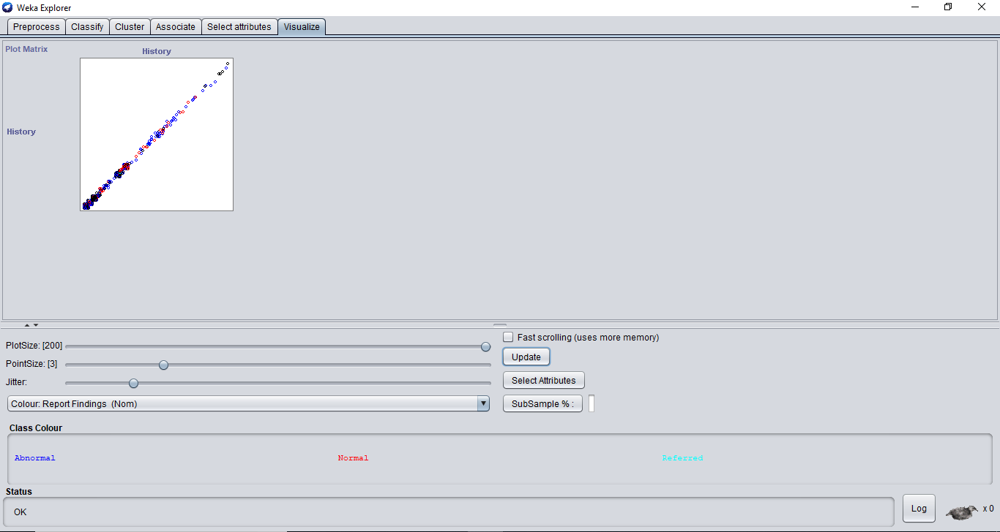 Weka Explorer
Preprocess Classify Cluster Associate Select attributes Visualize
Plot Matrix
History
History
PlotSize: [200]
PointSize: [3]
Jitter:
Colour: Report Findings (Nom)
Fast scrolling (uses more memory)
Update
Select Attributes
SubSample % :
Class Colour
Abnormal Normal Referred
Status
OK
Log
x 0